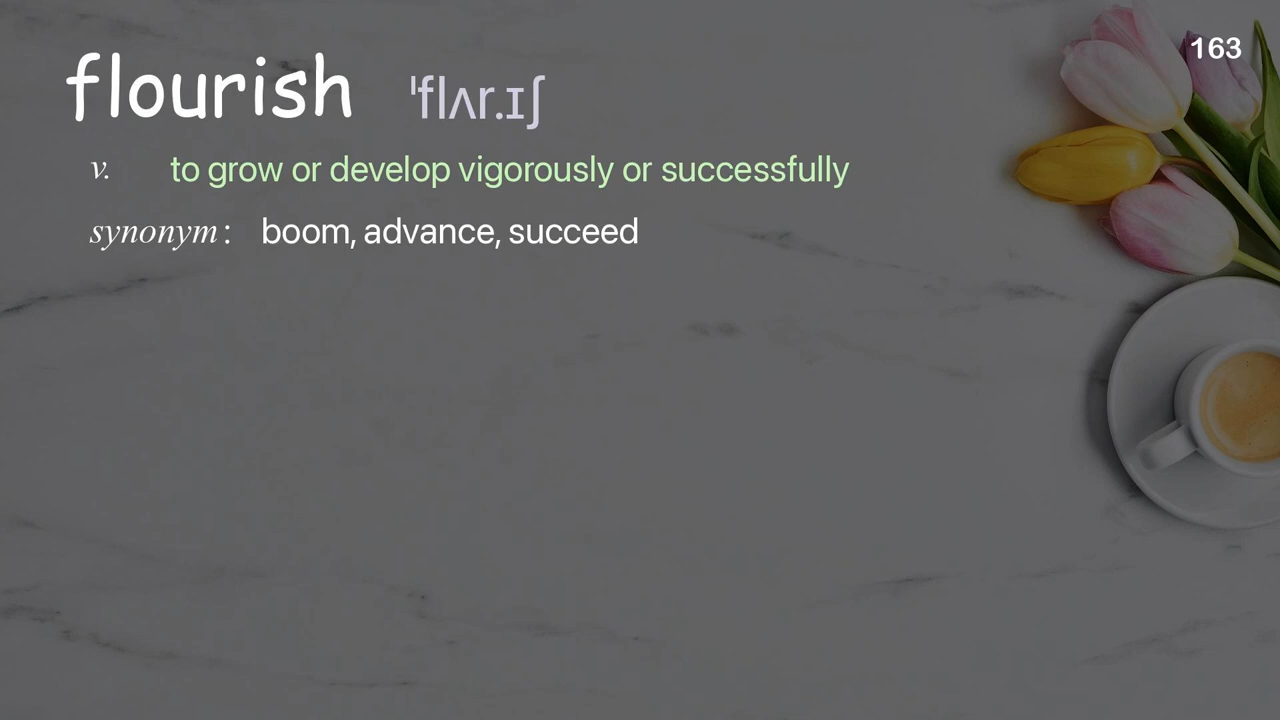 163
flourish ˈflʌr.ɪʃ
v. to grow or develop vigorously or successfully
synonym : boom, advance, succeed